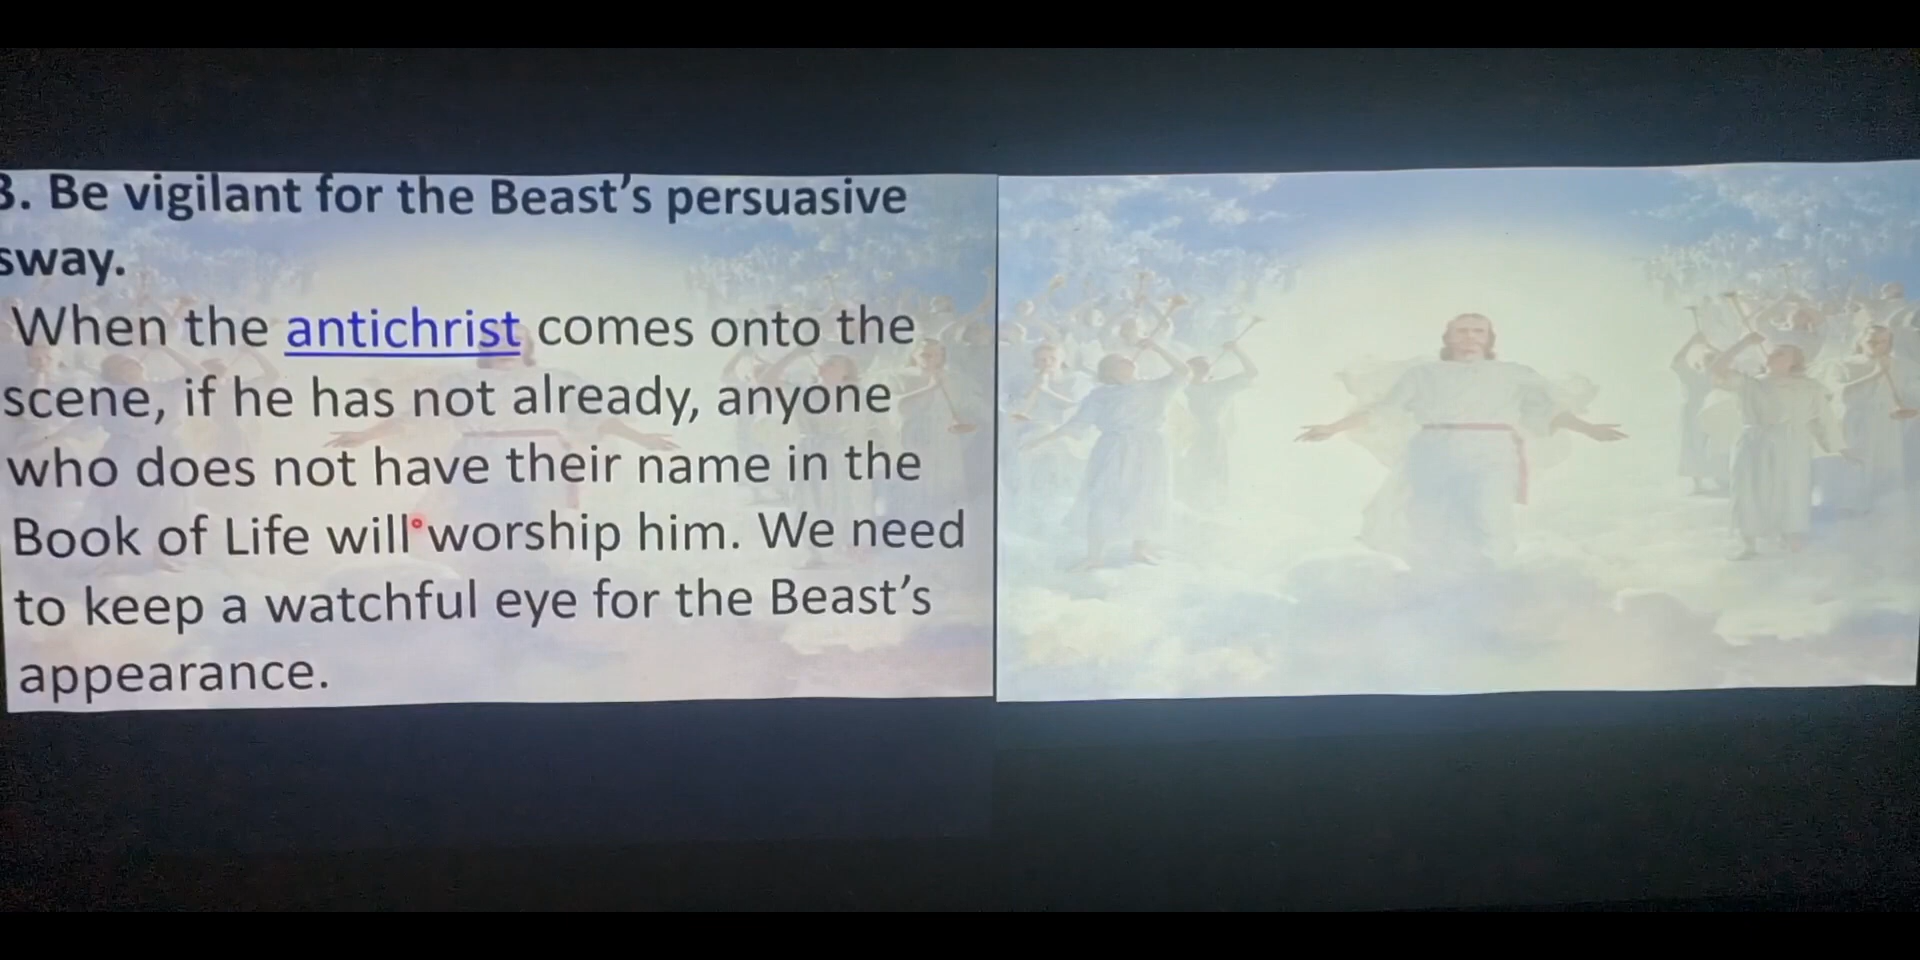 3. Be vigilant for the Beast's persuasive
sway.
When the antichrist comes onto the
scene, if he has not already, anyone
who does not have their name in the
Book of Life will worship him. We need
to keep a watchful eye for the Beast's
appearance.